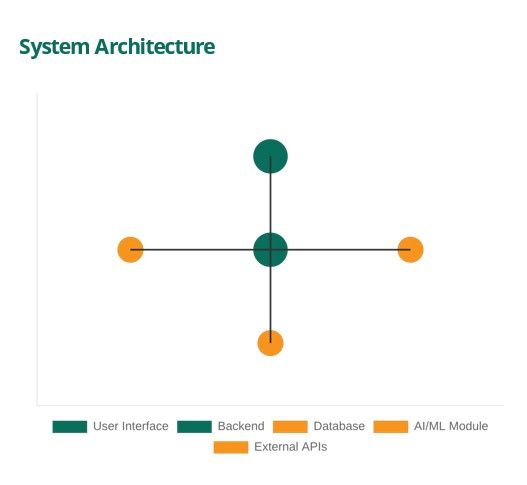 System Architecture
User Interface Backend Database AI/ML Module
External APIs